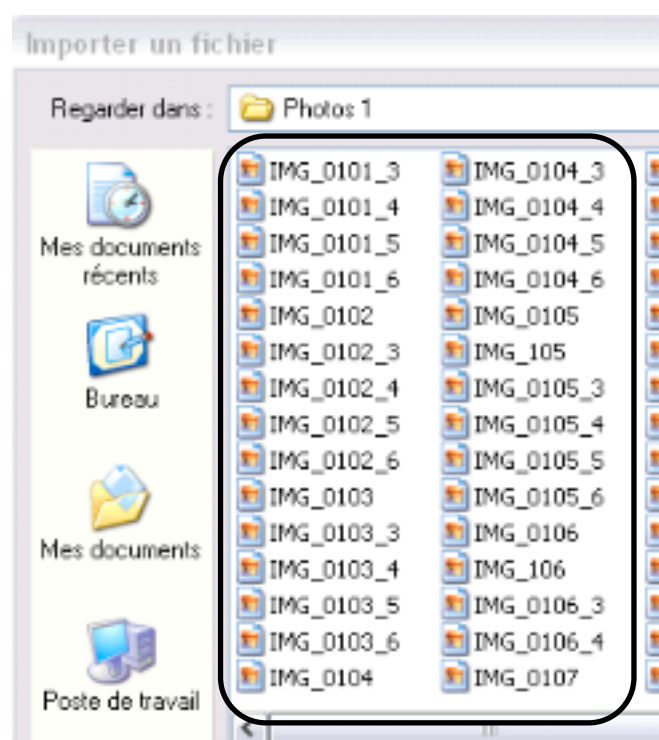 Importer un fichier
Regarder dans :
Photos 1
Mes documents
récents
Bureau
Mes documents
Poste de travail
IMG_0101_3
IMG_0101_4
IMG_0101_5
IMG_0101_6
IMG_0102
IMG_0102_3
IMG_0102_4
IMG_0102_5
IMG_0102_6
IMG_0103
IMG_0103_3
IMG_0103_4
IMG_0103_5
IMG_0103_6
IMG_0104
IMG_0104_3
IMG_0104_4
IMG_0104_5
IMG_0104_6
IMG_0105
IMG_105
IMG_0105_3
IMG_0105_4
IMG_0105_5
IMG_0105_6
IMG_0106
IMG_106
IMG_0106_3
IMG_0106_4
IMG_0107